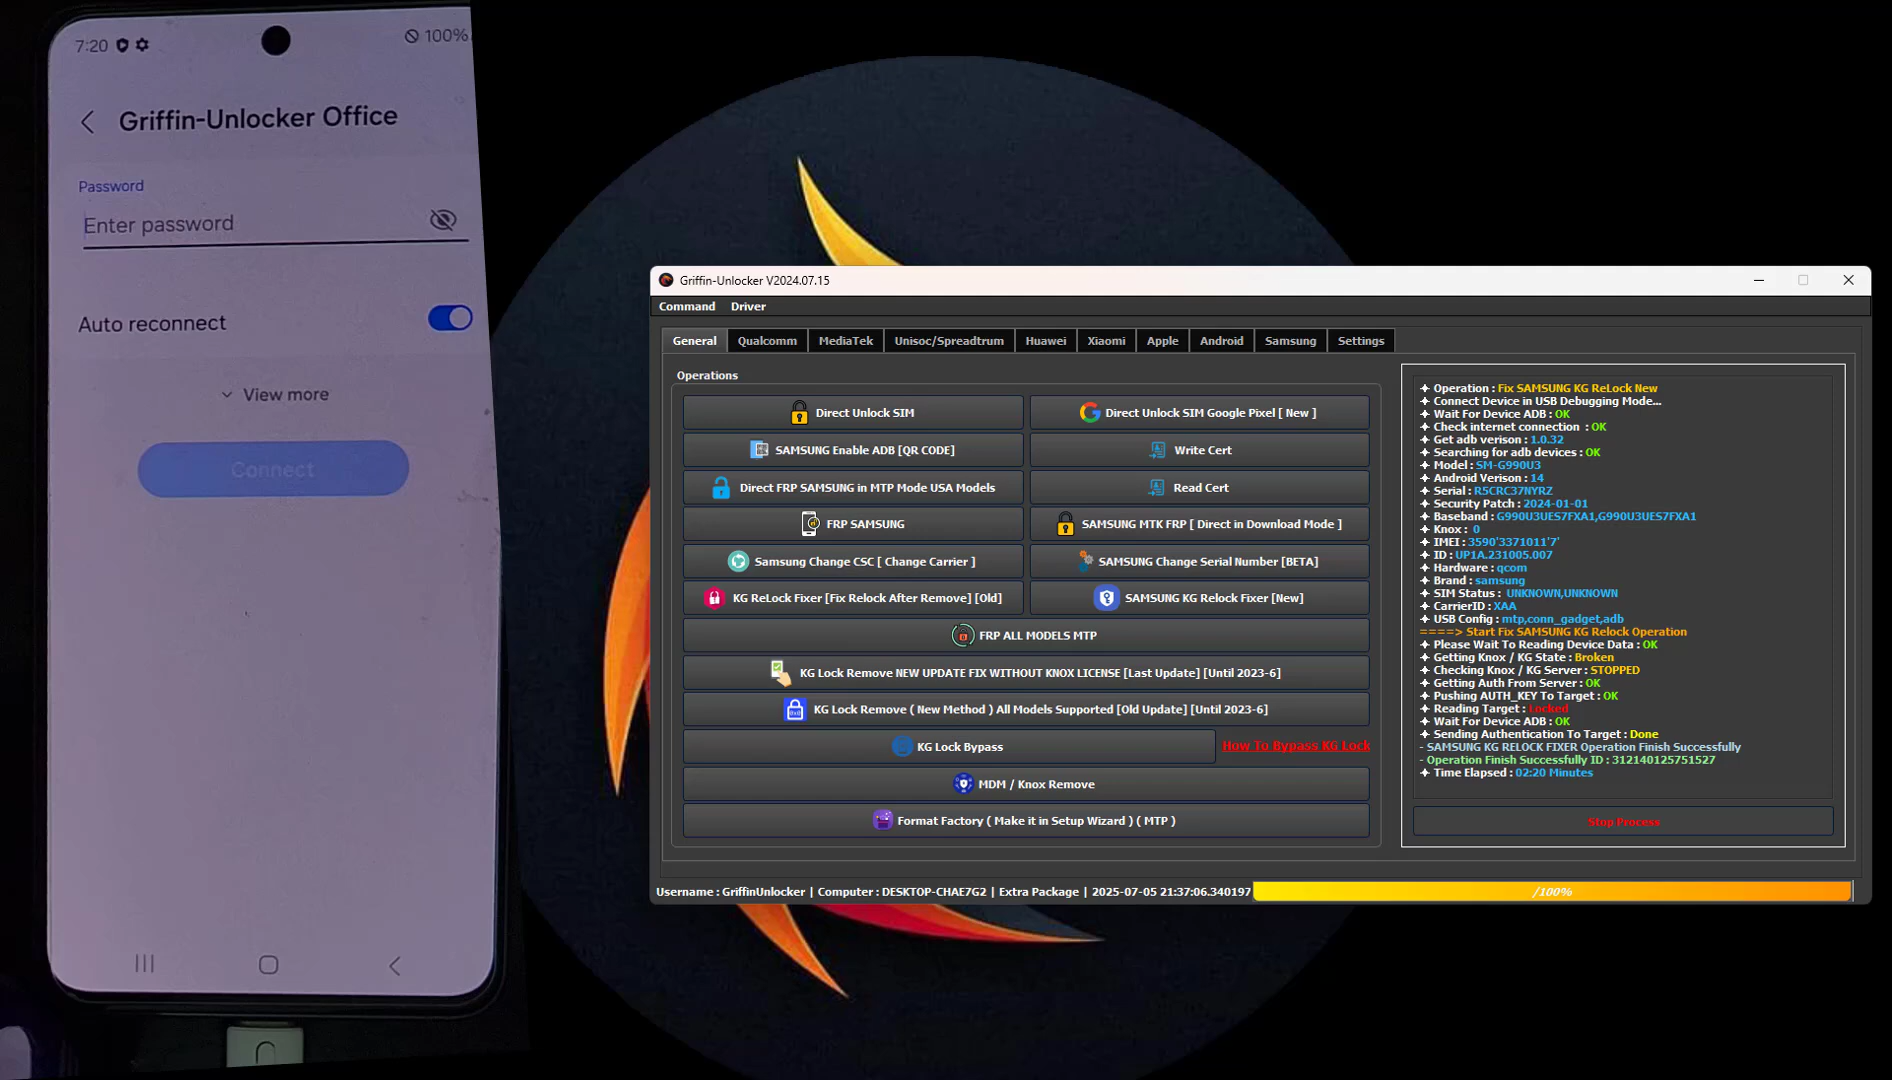 7:20
100%
Griffin-Unlocker Office
Password
Enter password
Auto reconnect
View more
Connect
Griffin-Unlocker V2024.07.15
Command Driver
General Qualcomm MediaTek Unisoc/Spreadtrum Huawei Xiaomi Apple Android Samsung Settings
Operations
Direct Unlock SIM
Direct Unlock SIM Google Pixel [ New ]
SAMSUNG Enable ADB [QR CODE]
Write Cert
Direct FRP SAMSUNG in MTP Mode USA Models
Read Cert
FRP SAMSUNG
SAMSUNG MTK FRP [ Direct in Download Mode ]
Samsung Change CSC [ Change Carrier ]
SAMSUNG Change Serial Number [BETA]
KG ReLock Fixer [Fix Relock After Remove] [Old]
SAMSUNG KG Relock Fixer [New]
FRP ALL MODELS MTP
KG Lock Remove NEW UPDATE FIX WITHOUT KNOX LICENSE [Last Update] [Until 2023-6]
KG Lock Remove ( New Method ) All Models Supported [Old Update] [Until 2023-6]
KG Lock Bypass
How To Bypass KG Lock
MDM / Knox Remove
Format Factory ( Make it in Setup Wizard ) ( MTP )
Operation : Fix SAMSUNG KG ReLock New
Connect Device in USB Debugging Mode...
Wait For Device ADB : OK
Check internet connection : OK
Get adb verison : 1.0.32
Searching for adb devices : OK
Model : SM-G990U3
Android Verison : 14
Serial : R5CRC37NYRZ
Security Patch : 2024-01-01
Baseband : G990U3UES7FXA1,G990U3UES7FXA1
Knox : 0
IMEI : 3590'3371011'7'
ID : UP1A.231005.007
Hardware : qcom
Brand : samsung
SIM Status : UNKNOWN,UNKNOWN
CarrierID : XAA
USB Config : mtp,conn_gadget,adb
====> Start Fix SAMSUNG KG Relock Operation
Please Wait To Reading Device Data : OK
Getting Knox / KG State : Broken
Checking Knox / KG Server : STOPPED
Getting Auth From Server : OK
Pushing AUTH_KEY To Target : OK
Reading Target : Locked
Wait For Device ADB : OK
Sending Authentication To Target : Done
- SAMSUNG KG RELOCK FIXER Operation Finish Successfully
- Operation Finish Successfully ID : 312140125751527
Time Elapsed : 02:20 Minutes
Stop Process
Username : GriffinUnlocker | Computer : DESKTOP-CHAE7G2 | Extra Package | 2025-07-05 21:37:06.340197
/100%